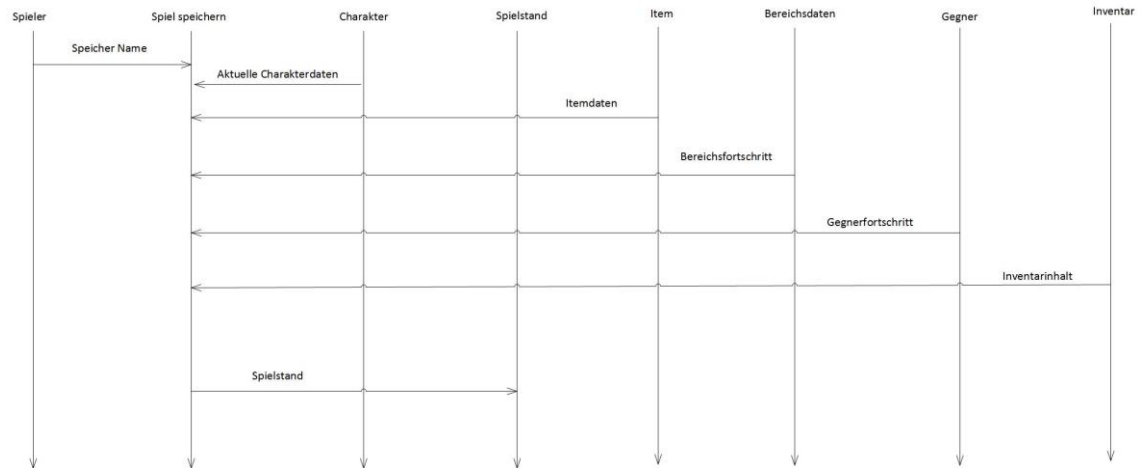 Spieler
Spiel speichern
Charakter
Spielstand
Item
Bereichsdaten
Gegner
Inventar
Speicher Name
Aktuelle Charakterdaten
Itemdaten
Bereichsfortschritt
Gegnerfortschritt
Inventarinhalt
Spielstand